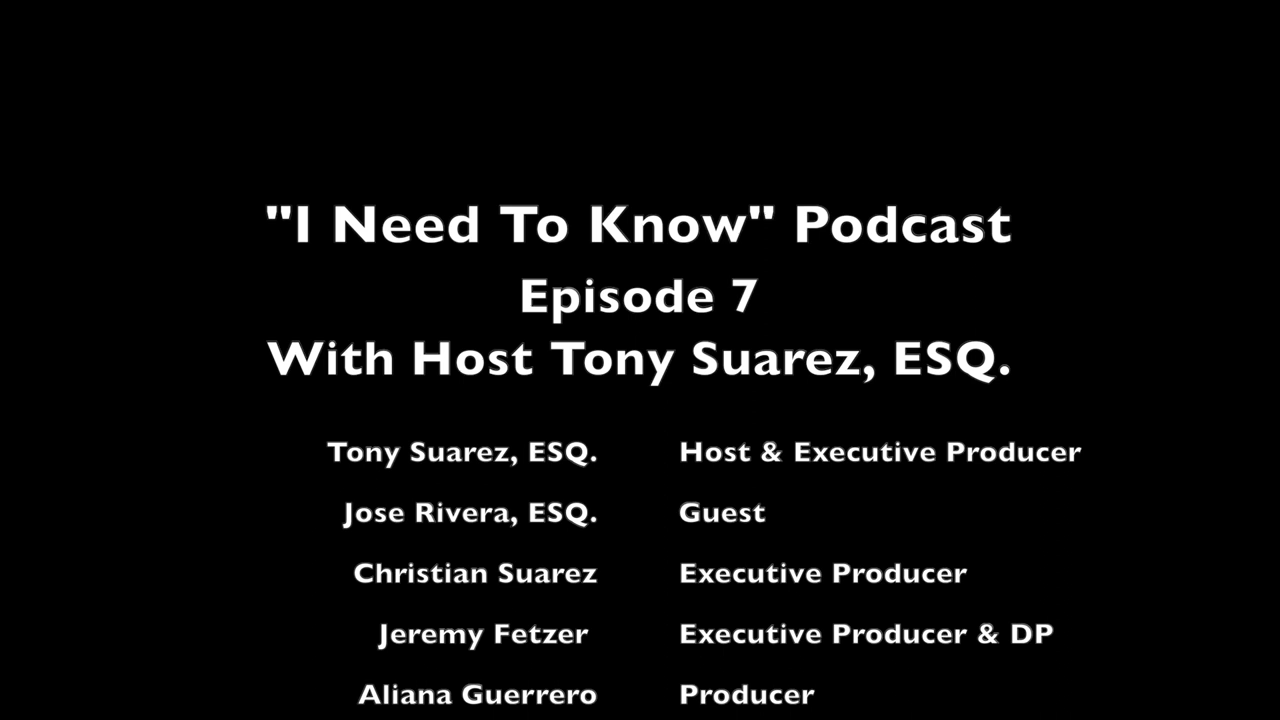 "I Need To Know" Podcast
Episode 7
With Host Tony Suarez, ESQ.
Tony Suarez, ESQ. Host & Executive Producer
Jose Rivera, ESQ. Guest
Christian Suarez Executive Producer
Jeremy Fetzer Executive Producer & DP
Aliana Guerrero Producer